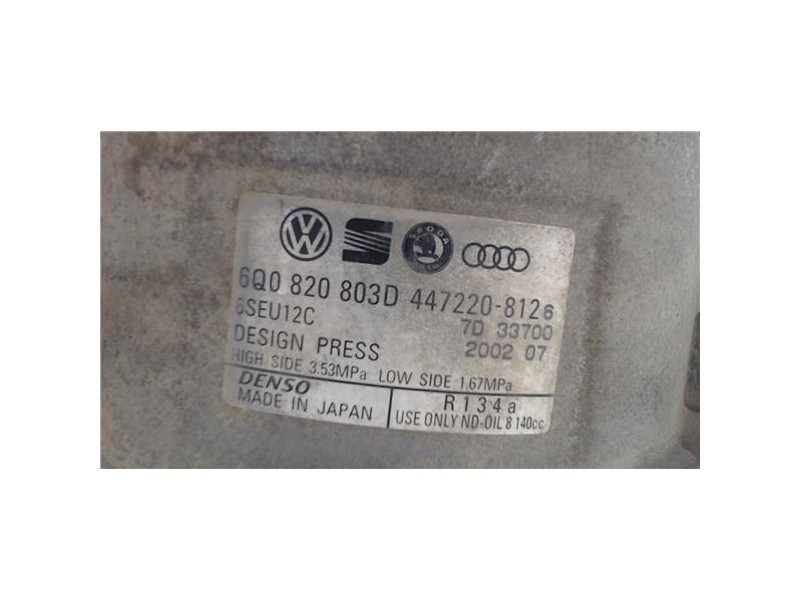 ŠKODA
6Q0 820 803D 447220-8126
6SEU12C 7D 33700
DESIGN PRESS 2002 07
HIGH SIDE 3.53MPa LOW SIDE 1.67MPa
DENSO
MADE IN JAPAN
R134a
USE ONLY ND-OIL 8 140cc